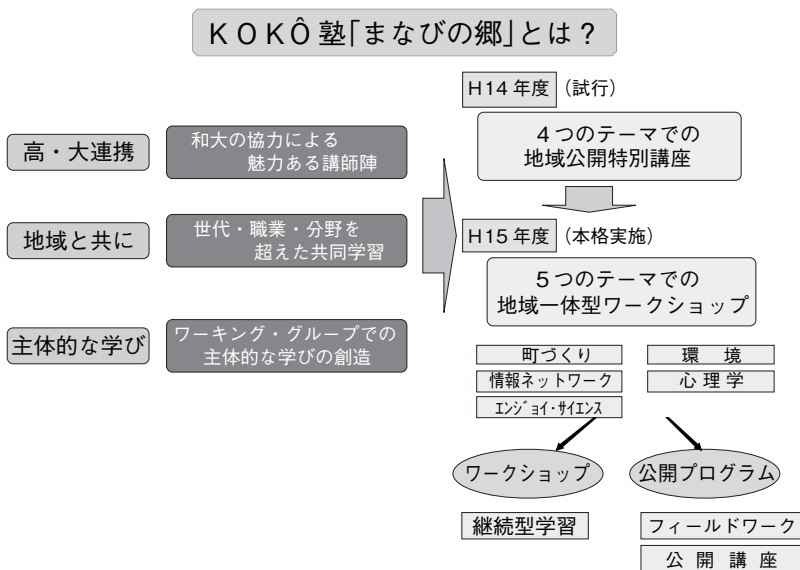 ＫＯＫÔ塾「まなびの郷」とは？
高・大連携
和大の協力による
魅力ある講師陣
地域と共に
世代・職業・分野を
超えた共同学習
主体的な学び
ワーキング・グループでの
主体的な学びの創造
H14年度（試行）
４つのテーマでの
地域公開特別講座
H15年度（本格実施）
５つのテーマでの
地域一体型ワークショップ
町づくり
環　境
情報ネットワーク
心理学
ｴﾝｼﾞｮｲ・ｻｲｴﾝｽ
ワークショップ
公開プログラム
継続型学習
フィールドワーク
公開講座